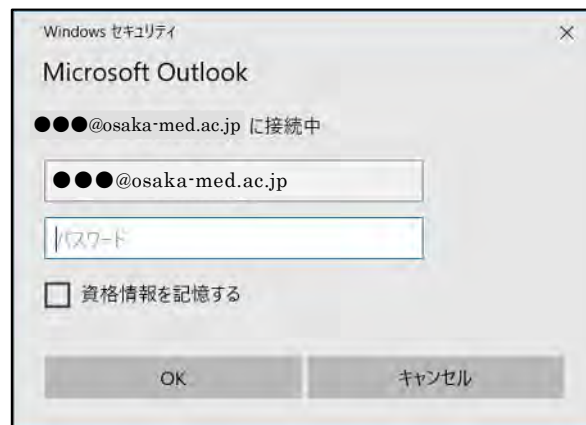 Windows セキュリティ
Microsoft Outlook
●●●@osaka-med.ac.jp に接続中
●●●@osaka-med.ac.jp
パスワード
資格情報を記憶する
OK
キャンセル